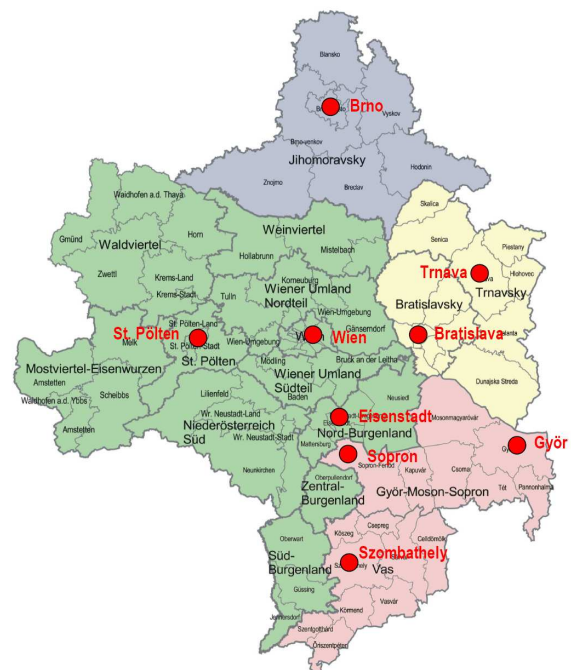 Blansko
Brno
Vyskov
Brno-venkov
Jihomoravsky
Znojmo
Breclav
Hodonin
Waidhofen a.d. Thaya
Gmünd
Waldviertel
Horn
Zwettl
Krems-Land
Krems-Stadt
Weinviertel
Hollabrunn
Mistelbach
Skalica
Senica
Piestany
Trnava
Hlohovec
Trnavsky
Korneuburg
Tulln
Wiener Umland
Nordteil
Wien-Umgebung
Gänserndorf
Bratislavsky
St. Pölten
St. Pölten-Land
St. Pölten-Stadt
St. Pölten
Melk
Wien-Umgebung
Wien
Bratislava
Mödling
Bruck an der Leitha
Dunajska Streda
Mostviertel-Eisenwurzen
Amstetten
Scheibbs
Waidhofen a.d. Ybbs
Amstetten
Wiener Umland
Südteil
Baden
Neusiedl
Lilienfeld
Wr. Neustadt-Land
Niederösterreich
Süd
Wr. Neustadt-Stadt
Neunkirchen
Eisenstadt
Nord-Burgenland
Mattersburg
Mosonmagyaróvár
Györ
Sopron
Sopron-Fertod
Kapuvár
Csorna
Tét
Pannonhalma
Györ-Moson-Sopron
Oberpullendorf
Zentral-
Burgenland
Oberwart
Süd-
Burgenland
Güssing
Jennersdorf
Köszeg
Csepreg
Celldömölk
Szombathely
Vas
Vasvár
Körmend
Szentgotthárd
Öriszentpéter